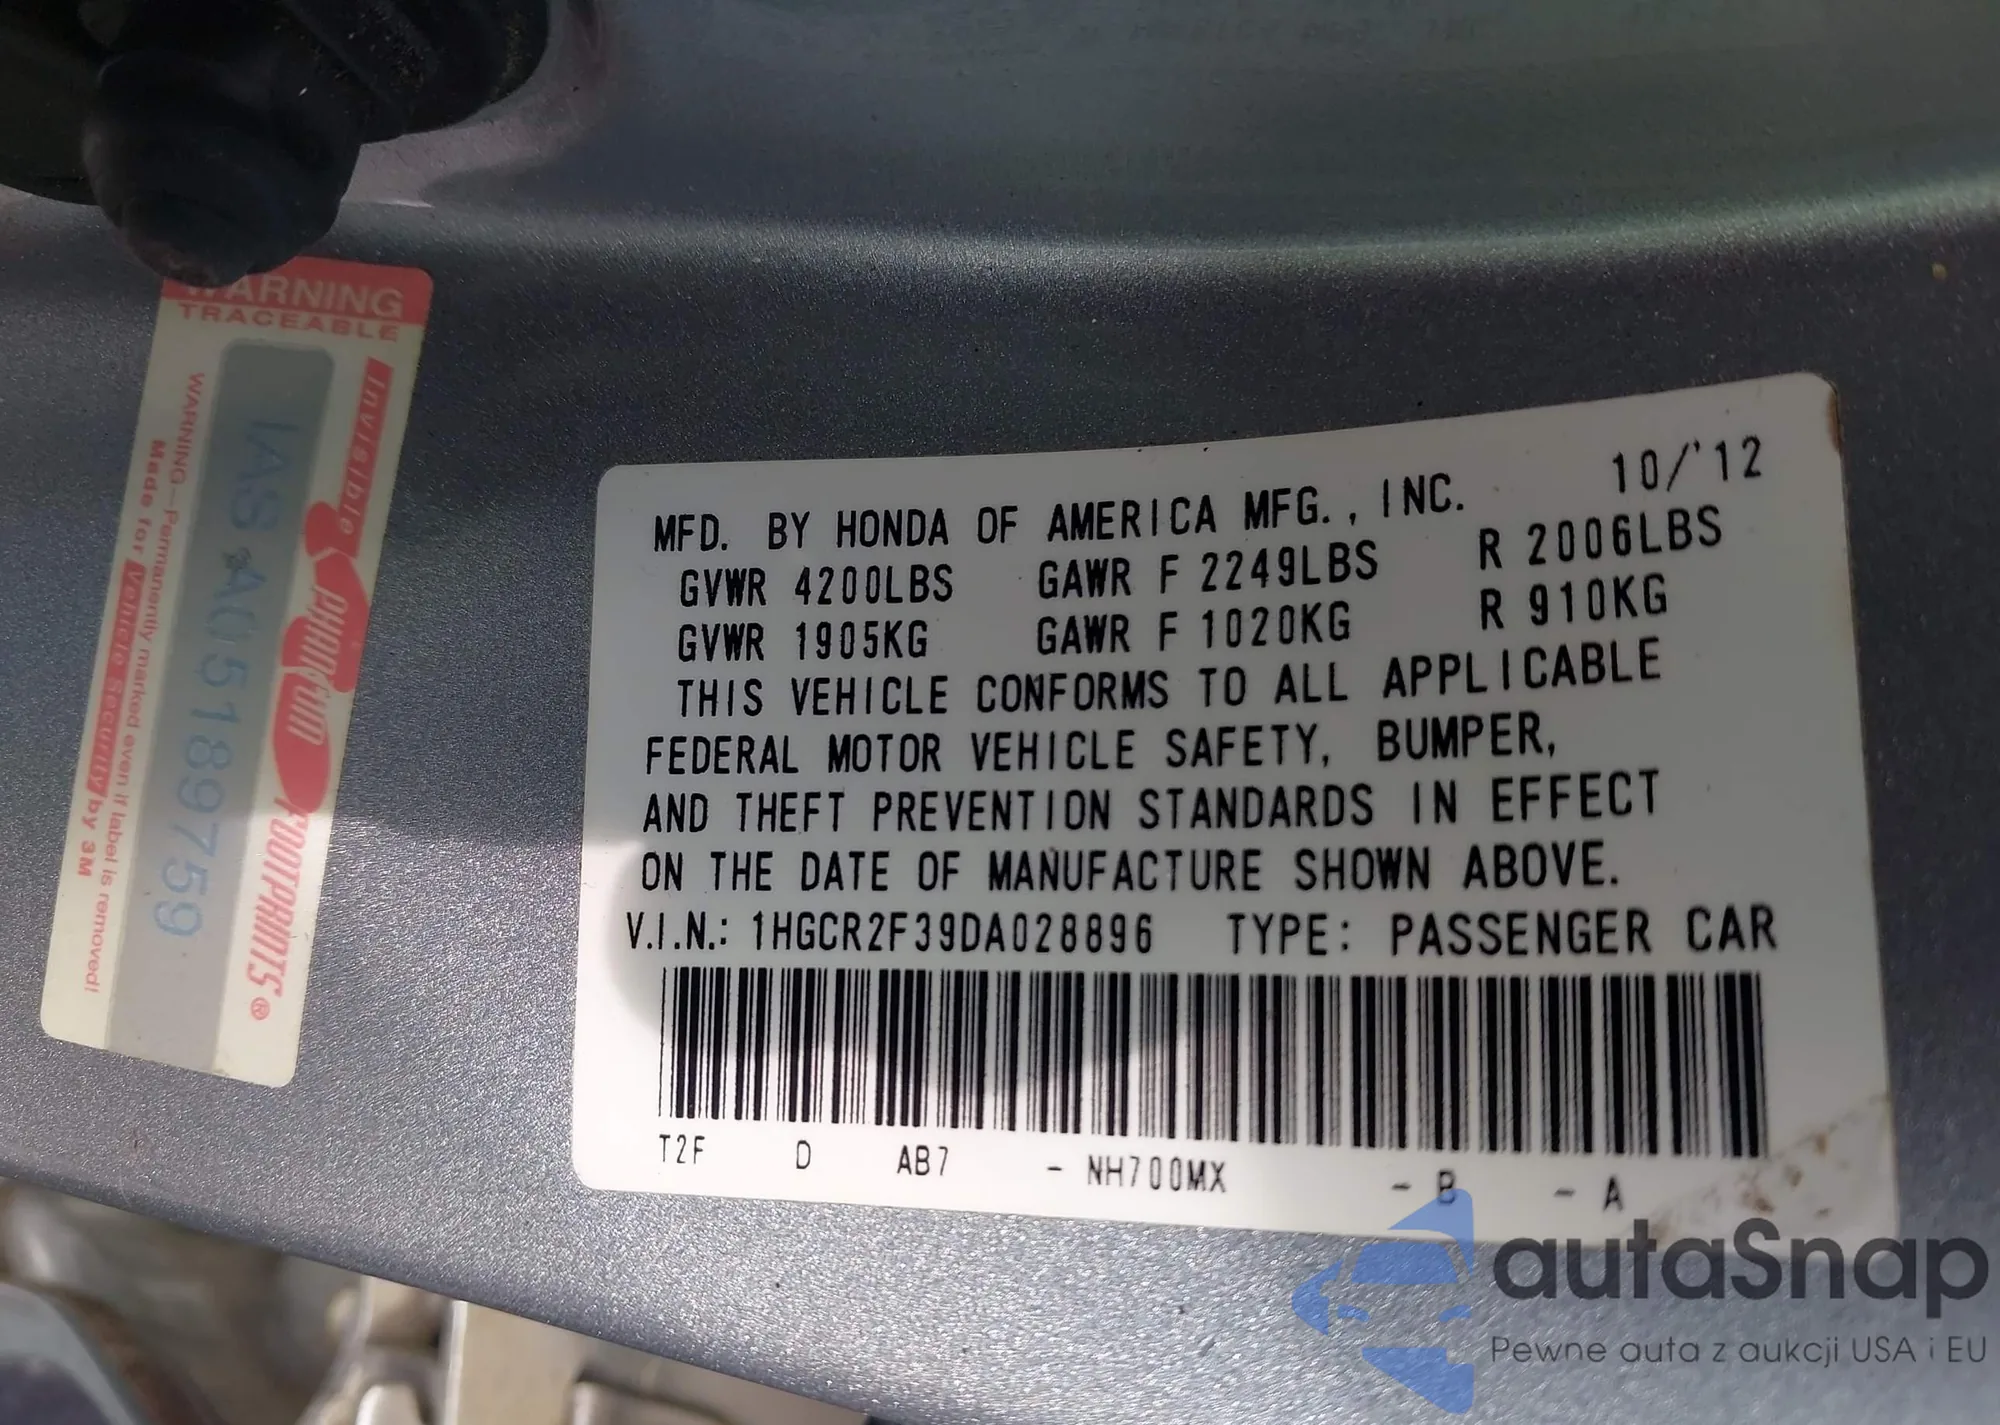 WARNING
TRACEABLE
Invisible
PHANTOM
FOOTPRINTS®
IAS A05189759
WARNING-Permanently marked even if label is removed!
Made for Vehicle Security by 3M
MFD. BY HONDA OF AMERICA MFG., INC. 10/'12
GVWR 4200LBS GAWR F 2249LBS R 2006LBS
GVWR 1905KG GAWR F 1020KG R 910KG
THIS VEHICLE CONFORMS TO ALL APPLICABLE
FEDERAL MOTOR VEHICLE SAFETY, BUMPER,
AND THEFT PREVENTION STANDARDS IN EFFECT
ON THE DATE OF MANUFACTURE SHOWN ABOVE.
V.I.N.: 1HGCR2F39DA028896 TYPE: PASSENGER CAR
T2F D AB7 - NH700MX - B - A
autaSnap
Pewne auta z aukcji USA i EU